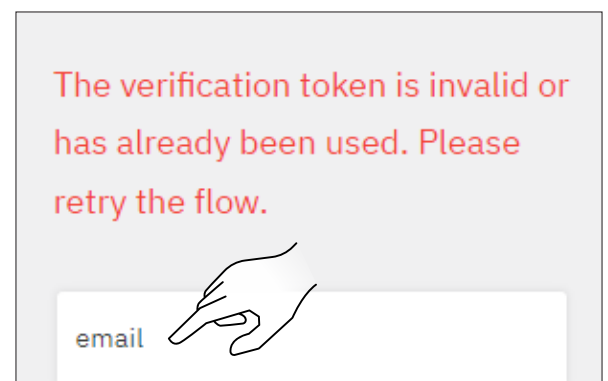 The verification token is invalid or
has already been used. Please
retry the flow.
email